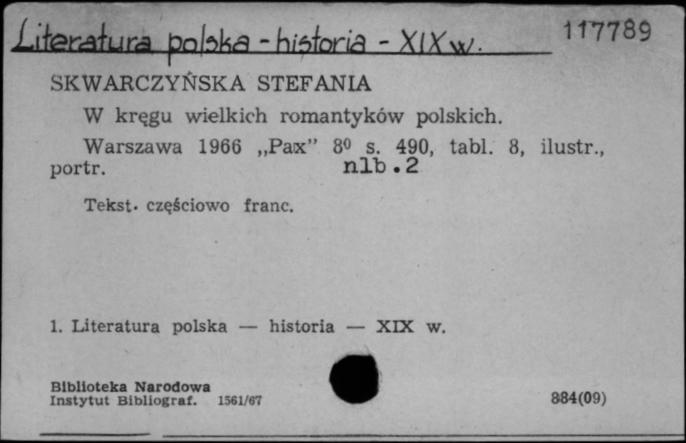 Literatura polska - historia - XIX w.
117789
SKWARCZYŃSKA STEFANIA
W kręgu wielkich romantyków polskich.
Warszawa 1966 „Pax” 8⁰ s. 490, tabl. 8, ilustr.,
portr. nlb.2
Tekst. częściowo franc.
1. Literatura polska — historia — XIX w.
Biblioteka Narodowa
Instytut Bibliograf. 1561/67
884(09)